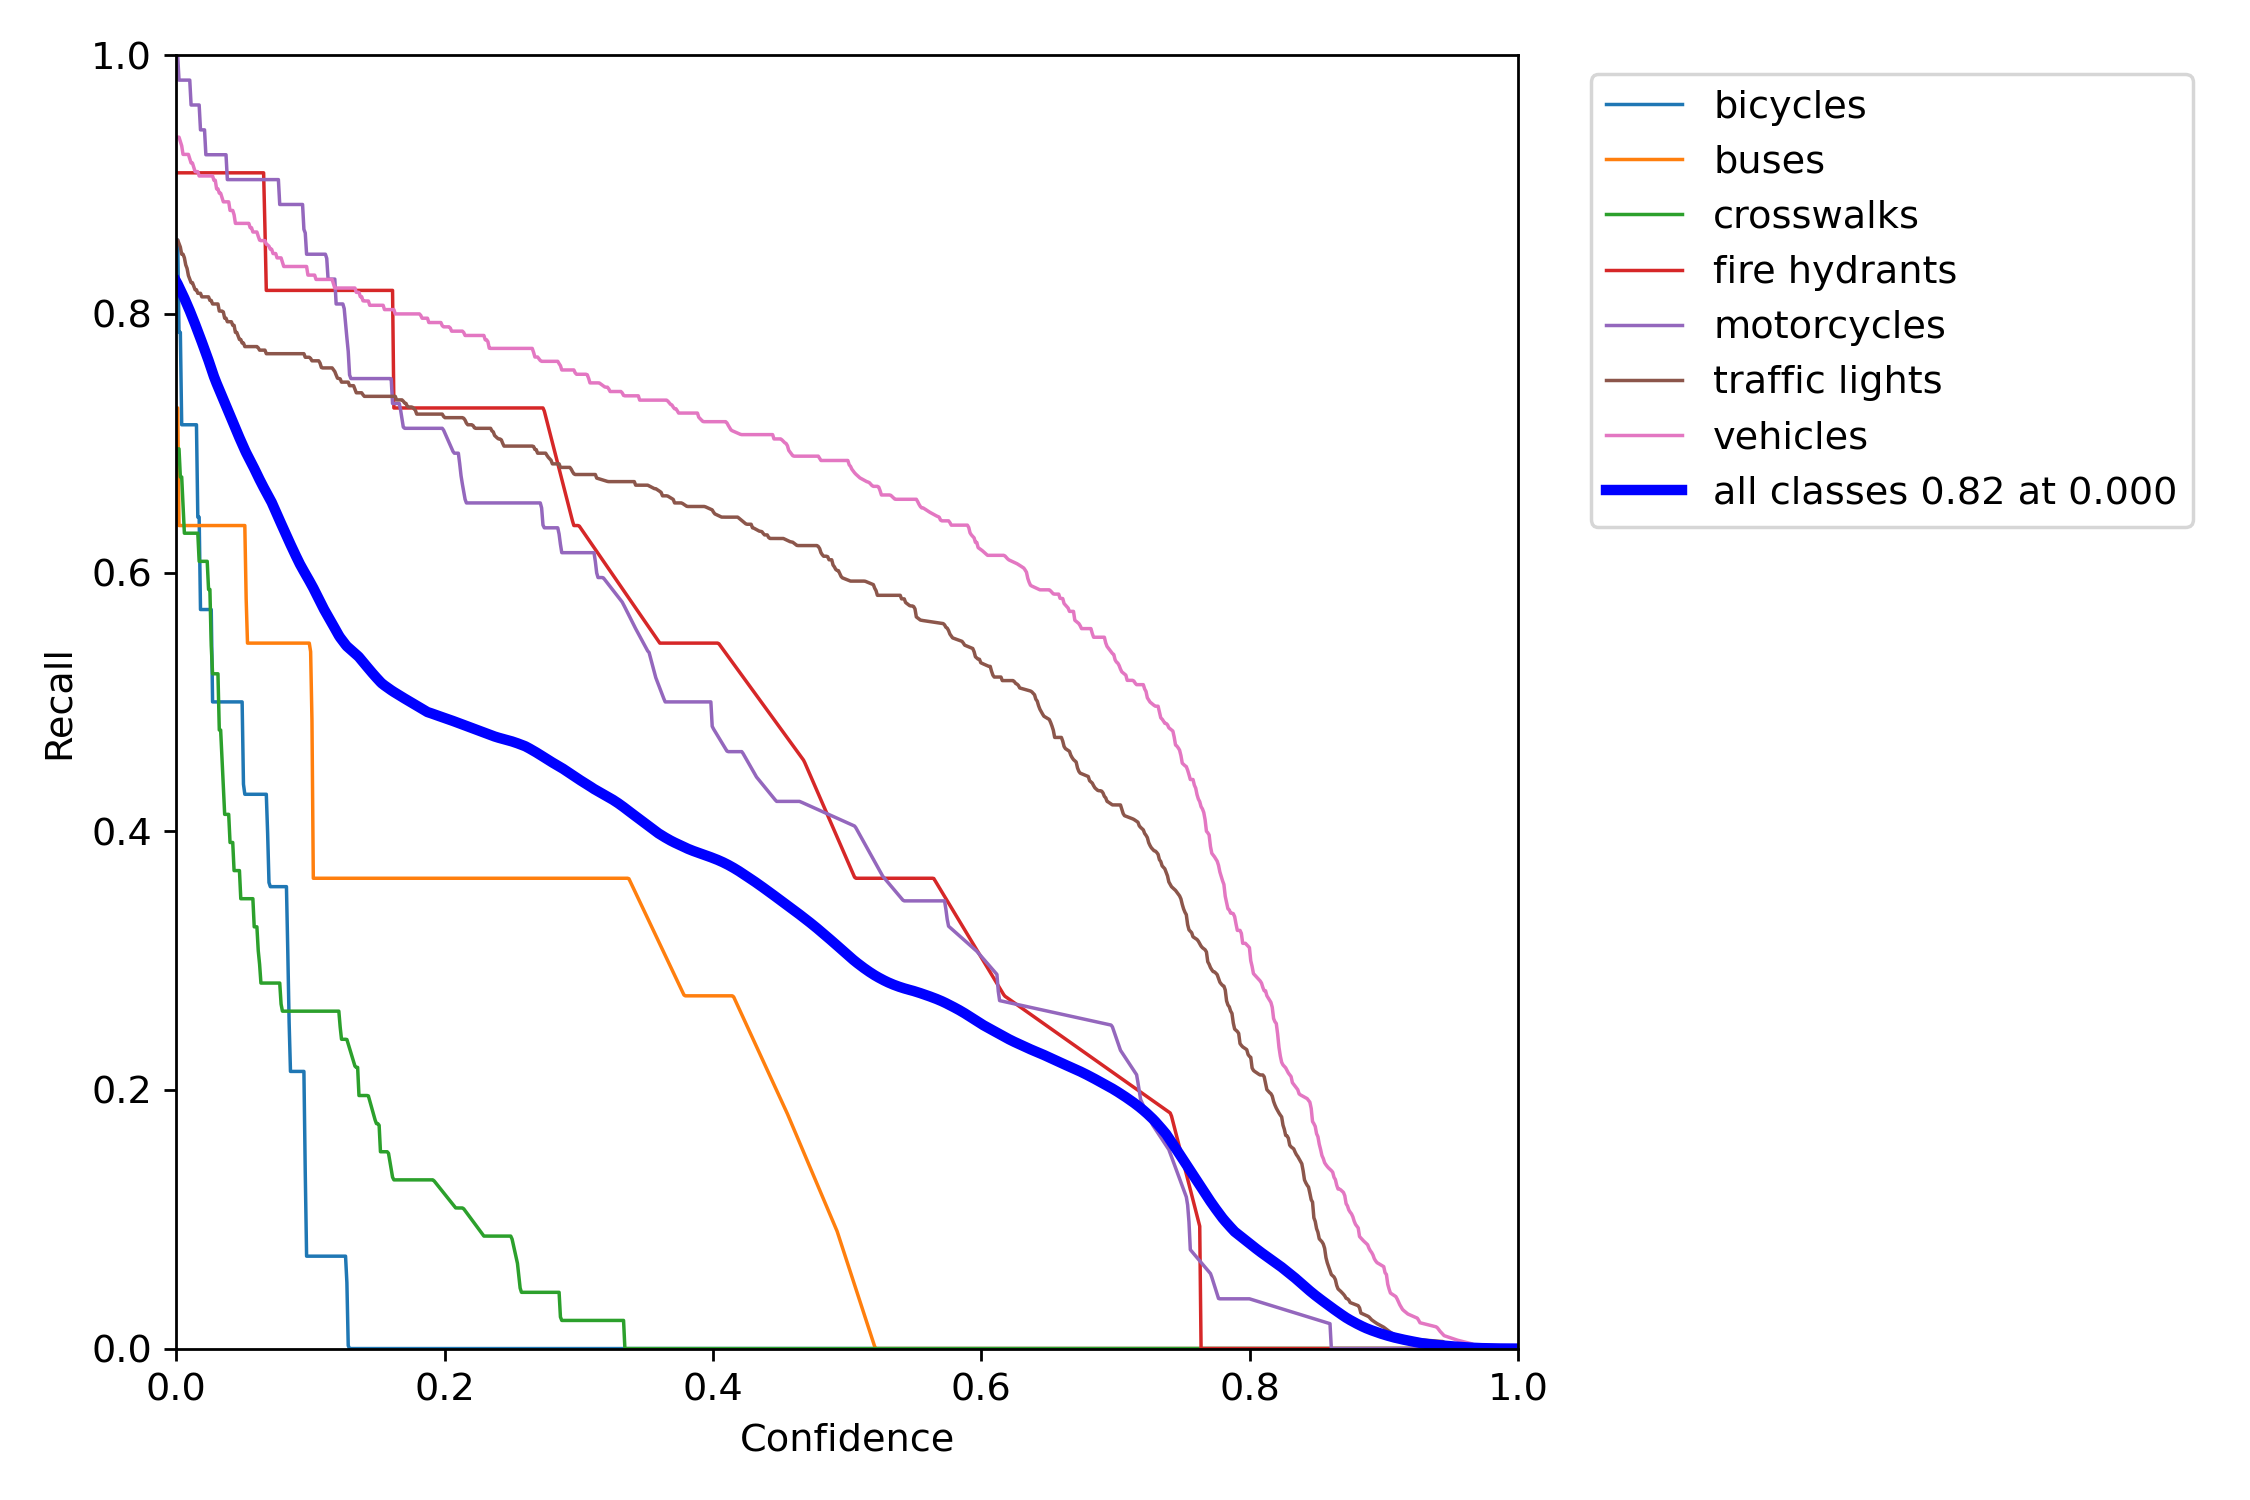 1.0
0.8
0.6
0.4
0.2
0.0
Recall
0.0 0.2 0.4 0.6 0.8 1.0
Confidence
bicycles
buses
crosswalks
fire hydrants
motorcycles
traffic lights
vehicles
all classes 0.82 at 0.000